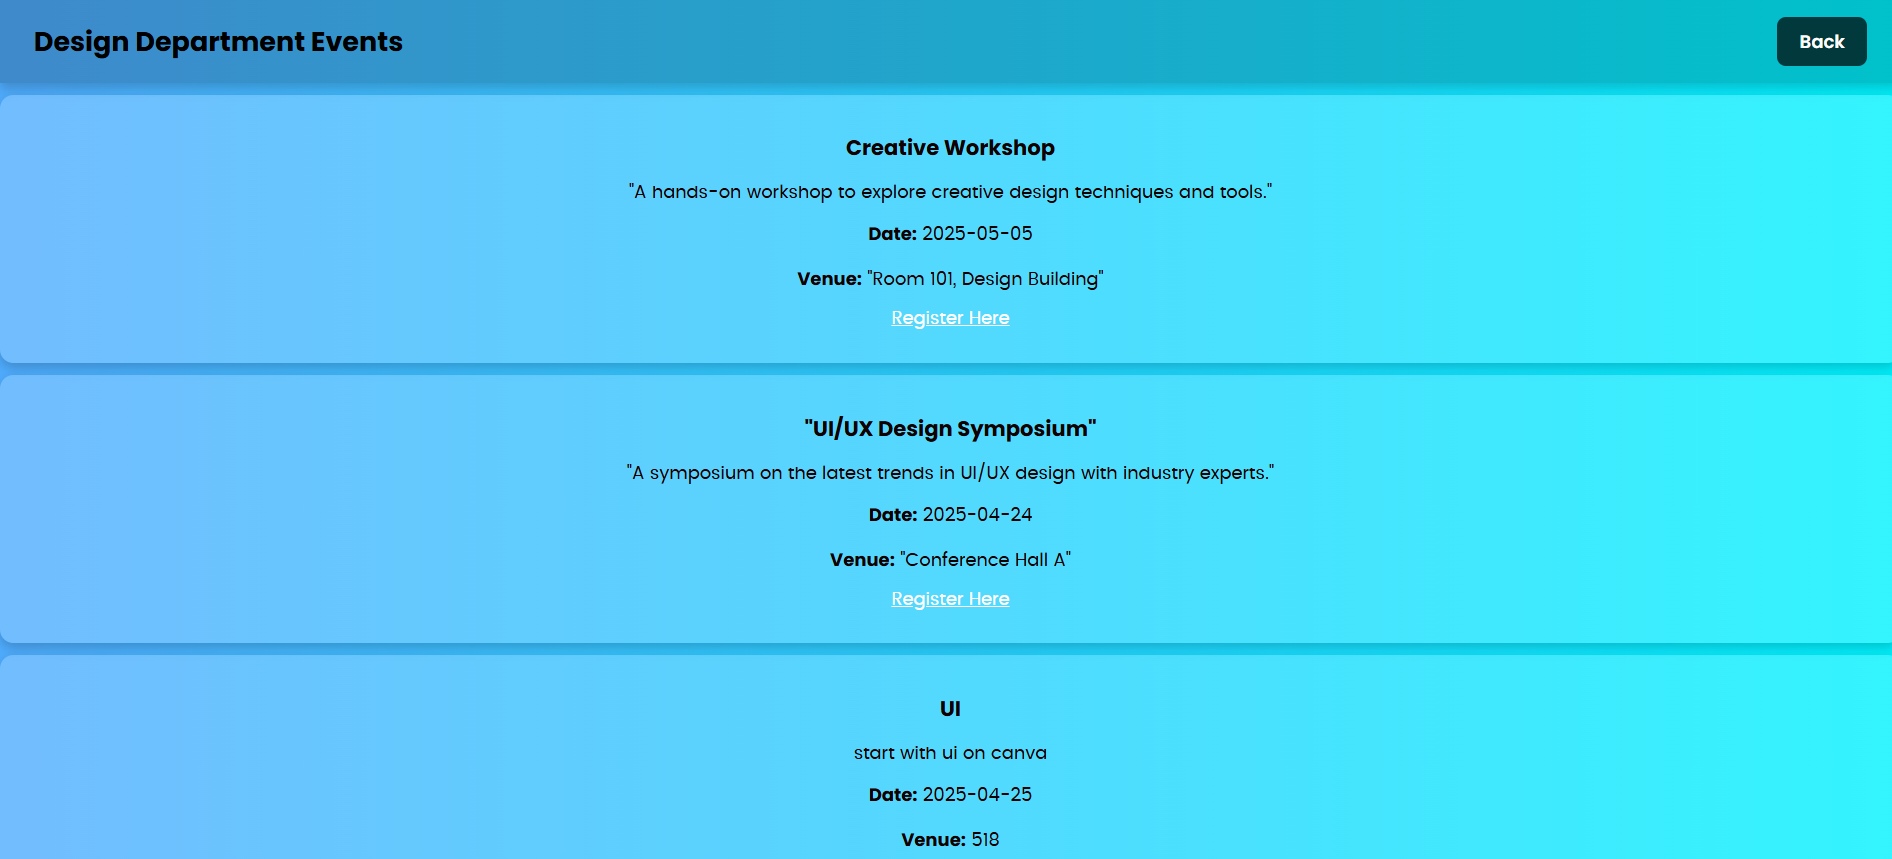 Design Department Events
Back
Creative Workshop
"A hands-on workshop to explore creative design techniques and tools."
Date: 2025-05-05
Venue: "Room 101, Design Building"
Register Here
"UI/UX Design Symposium"
"A symposium on the latest trends in UI/UX design with industry experts."
Date: 2025-04-24
Venue: "Conference Hall A"
Register Here
UI
start with ui on canva
Date: 2025-04-25
Venue: 518